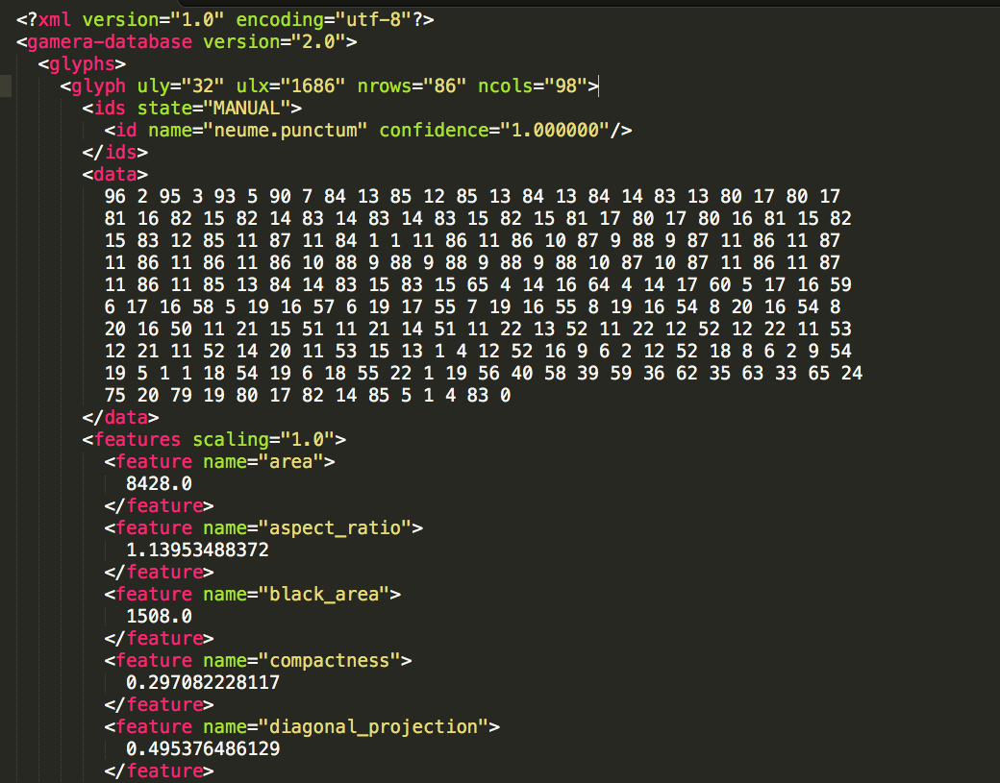 <?xml version="1.0" encoding="utf-8"?>
<gamera-database version="2.0">
<glyphs>
<glyph uly="32" ulx="1686" nrows="86" ncols="98">
<ids state="MANUAL">
<id name="neume.punctum" confidence="1.000000"/>
</ids>
<data>
96 2 95 3 93 5 90 7 84 13 85 12 85 13 84 13 84 14 83 13 80 17 80 17
81 16 82 15 82 14 83 14 83 14 83 15 82 15 81 17 80 17 80 16 81 15 82
15 83 12 85 11 87 11 84 1 1 11 86 11 86 10 87 9 88 9 87 11 86 11 87
11 86 11 86 11 86 10 88 9 88 9 88 9 88 9 88 10 87 10 87 11 86 11 87
11 86 11 85 13 84 14 83 15 83 15 65 4 14 16 64 4 14 17 60 5 17 16 59
6 17 16 58 5 19 16 57 6 19 17 55 7 19 16 55 8 19 16 54 8 20 16 54 8
20 16 50 11 21 15 51 11 21 14 51 11 22 13 52 11 22 12 52 12 22 11 53
12 21 11 52 14 20 11 53 15 13 1 4 12 52 16 9 6 2 12 52 18 8 6 2 9 54
19 5 1 1 18 54 19 6 18 55 22 1 19 56 40 58 39 59 36 62 35 63 33 65 24
75 20 79 19 80 17 82 14 85 5 1 4 83 0
</data>
<features scaling="1.0">
<feature name="area">
8428.0
</feature>
<feature name="aspect_ratio">
1.13953488372
</feature>
<feature name="black_area">
1508.0
</feature>
<feature name="compactness">
0.297082228117
</feature>
<feature name="diagonal_projection">
0.495376486129
</feature>